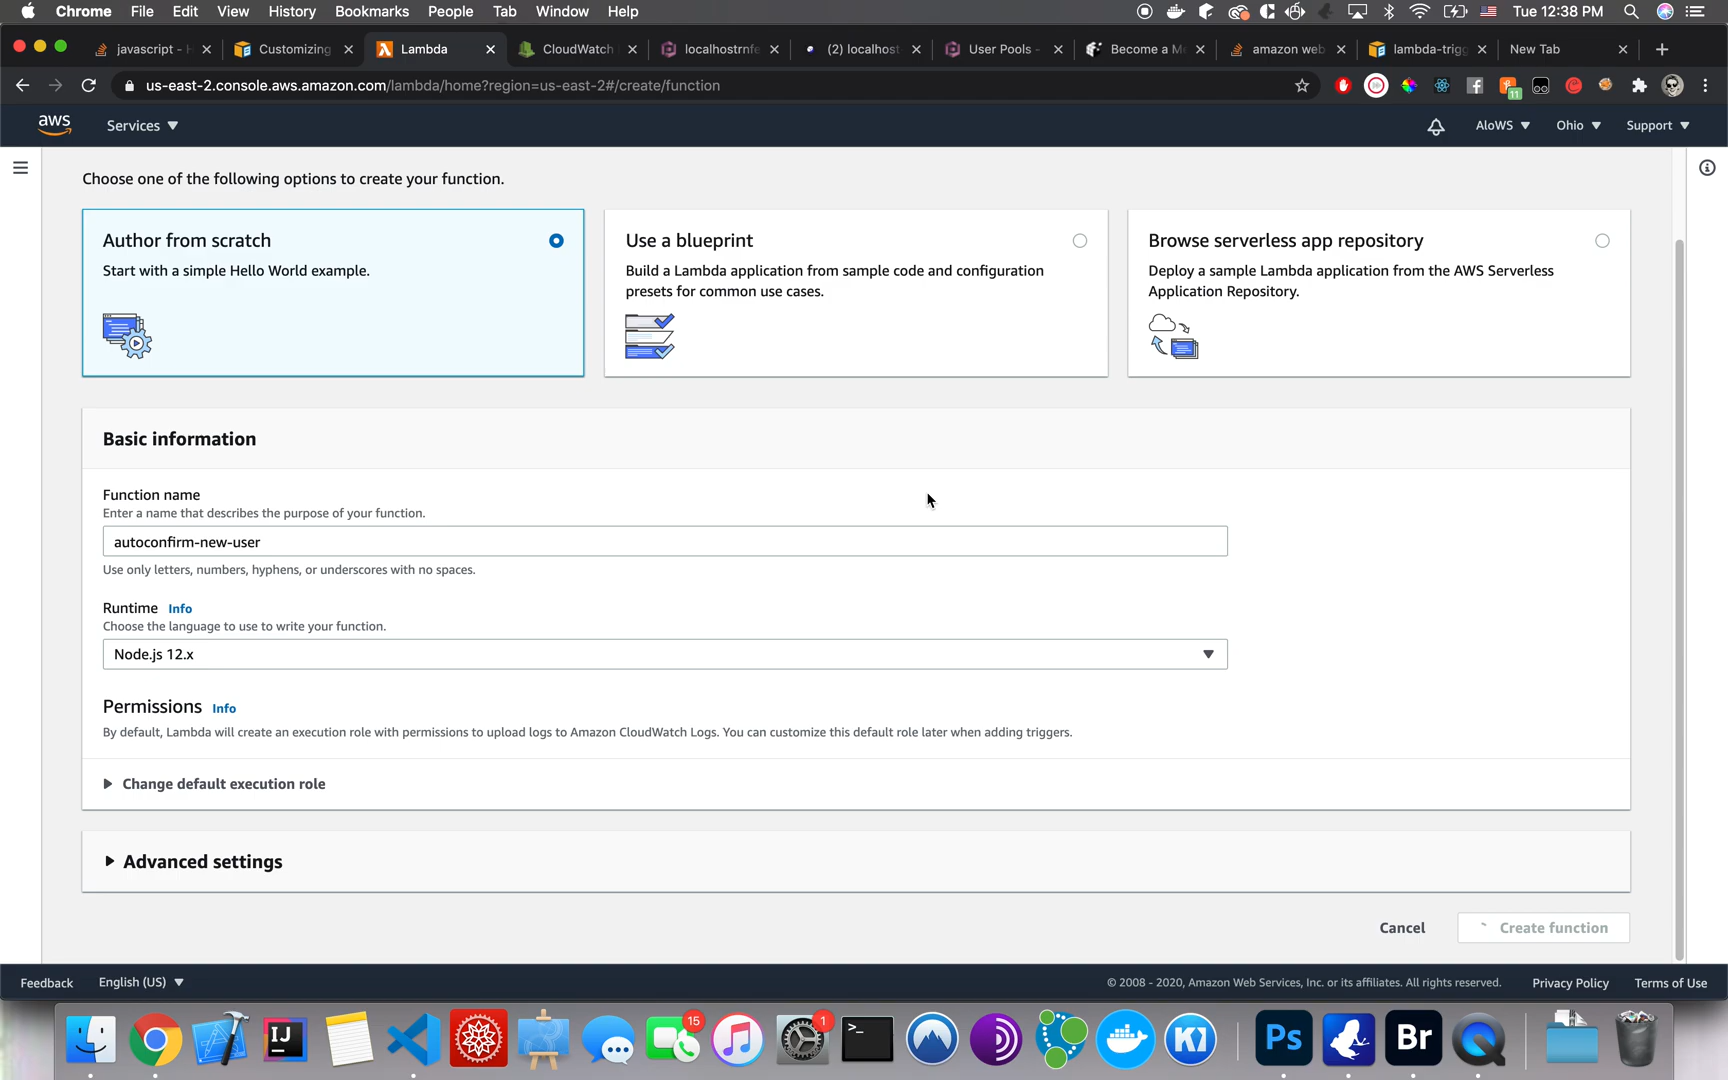 Chrome File Edit View History Bookmarks People Tab Window Help
Tue 12:38 PM
javascript - Customizing Lambda CloudWatch localhostrnfe (2) localhost User Pools - Become a M amazon web lambda-trigg New Tab
us-east-2.console.aws.amazon.com/lambda/home?region=us-east-2#/create/function
11
aws Services AloWS Ohio Support
Choose one of the following options to create your function.
Author from scratch
Start with a simple Hello World example.
Use a blueprint
Build a Lambda application from sample code and configuration
presets for common use cases.
Browse serverless app repository
Deploy a sample Lambda application from the AWS Serverless
Application Repository.
Basic information
Function name
Enter a name that describes the purpose of your function.
autoconfirm-new-user
Use only letters, numbers, hyphens, or underscores with no spaces.
Runtime Info
Choose the language to use to write your function.
Node.js 12.x
Permissions Info
By default, Lambda will create an execution role with permissions to upload logs to Amazon CloudWatch Logs. You can customize this default role later when adding triggers.
Change default execution role
Advanced settings
Cancel Create function
Feedback English (US) © 2008 - 2020, Amazon Web Services, Inc. or its affiliates. All rights reserved. Privacy Policy Terms of Use
IJ 15 1 >_ K Ps Br